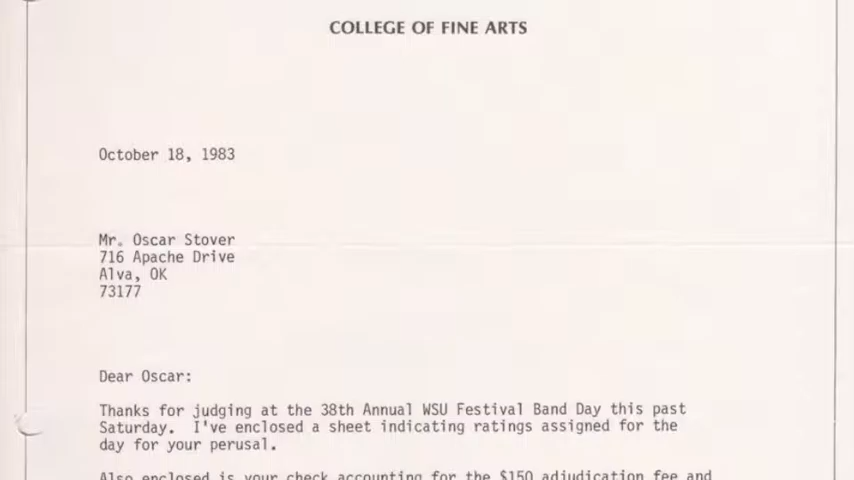 COLLEGE OF FINE ARTS
October 18, 1983
Mr. Oscar Stover
716 Apache Drive
Alva, OK
73177
Dear Oscar:
Thanks for judging at the 38th Annual WSU Festival Band Day this past
Saturday. I've enclosed a sheet indicating ratings assigned for the
day for your perusal.
Also enclosed is your check accounting for the $150 adjudication fee and